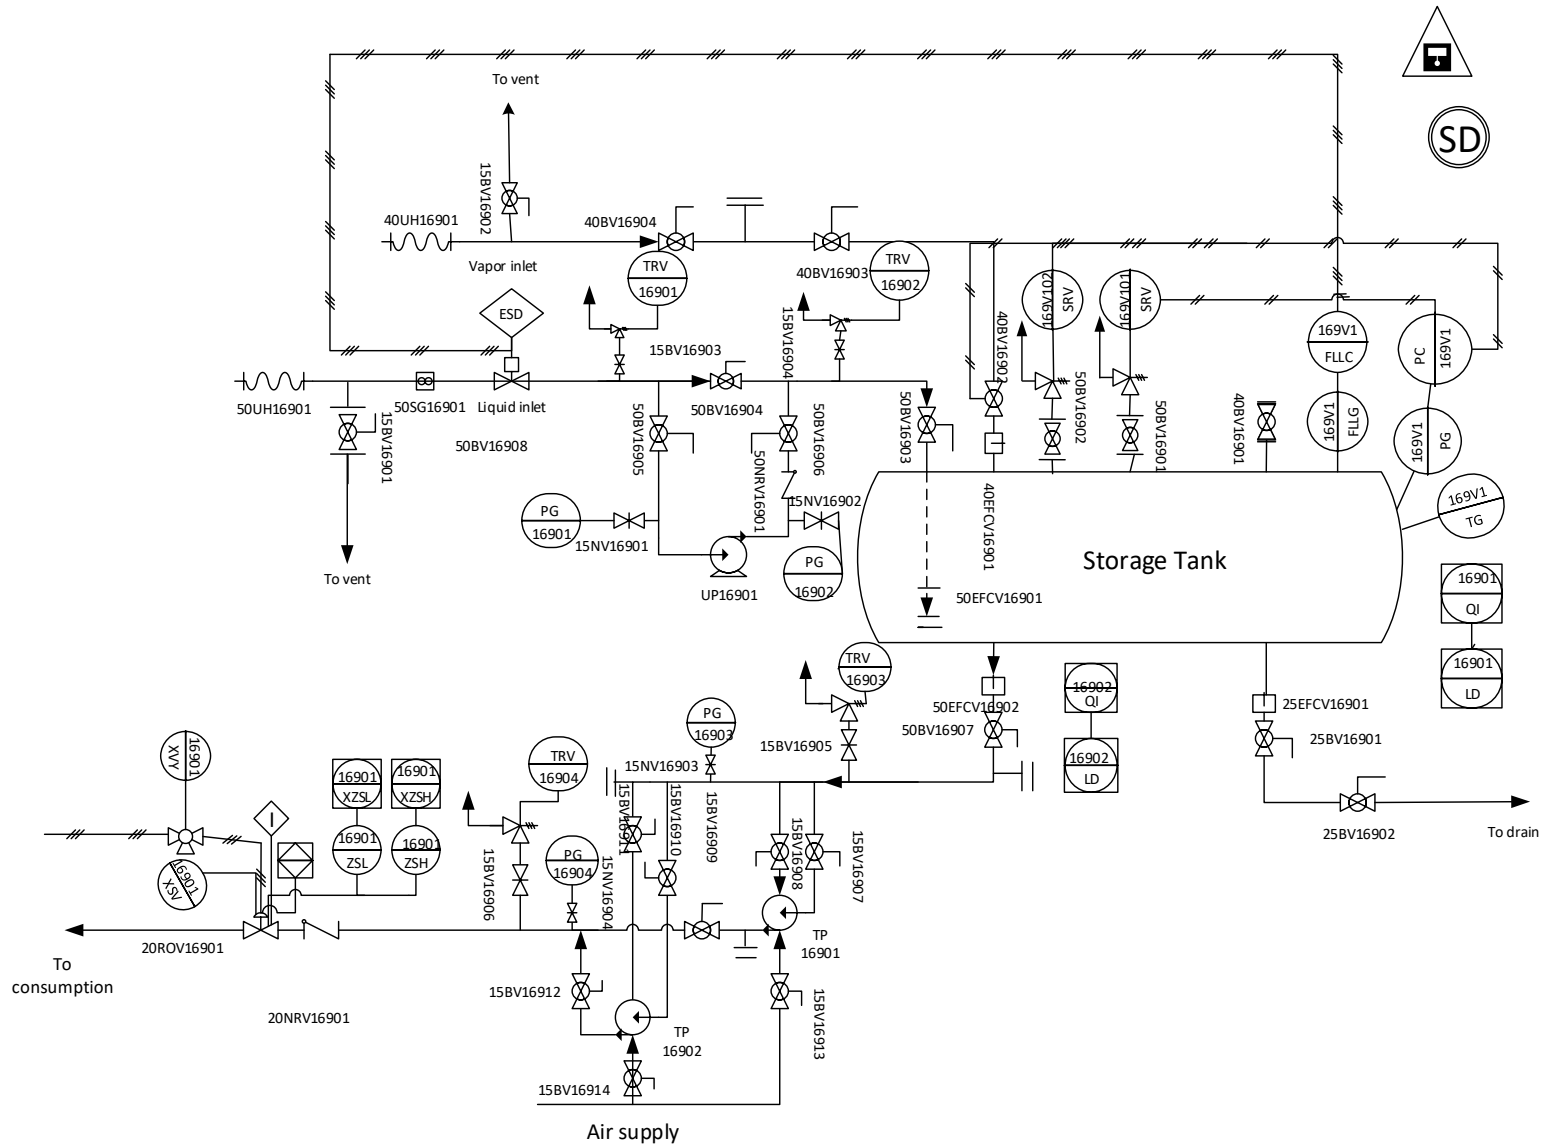 SD
To vent
15BV16902
40UH16901
40BV16904
Vapor inlet
TRV
16901
40BV16903
TRV
16902
169V102
SRV
169V101
SRV
169V1
FLLC
PC
169V1
ESD
15BV16903
15BV16904
40BV16902
50UH16901
50SG16901
Liquid inlet
50BV16904
50BV16908
15BV16901
50BV16905
50BV16906
50BV16903
50BV16902
50BV16901
40BV16901
169V1
FLLG
169V1
PG
169V1
TG
PG
16901
15NV16901
50NRV16901
15NV16902
PG
16902
UP16901
To vent
40EFCV16901
50EFCV16901
Storage Tank
16901
QI
16901
LD
TRV
16903
15BV16905
50EFCV16902
50BV16907
16902
QI
16902
LD
25EFCV16901
25BV16901
25BV16902
To drain
PG
16903
15NV16903
16901
XVY
16901
XSV
I
16901
XZSL
16901
XZSH
16901
ZSL
16901
ZSH
TRV
16904
15BV16906
PG
16904
15NV16904
15BV16911
15BV16910
15BV16909
15BV16908
15BV16907
TP
16901
20ROV16901
To
consumption
20NRV16901
15BV16912
TP
16902
15BV16913
15BV16914
Air supply